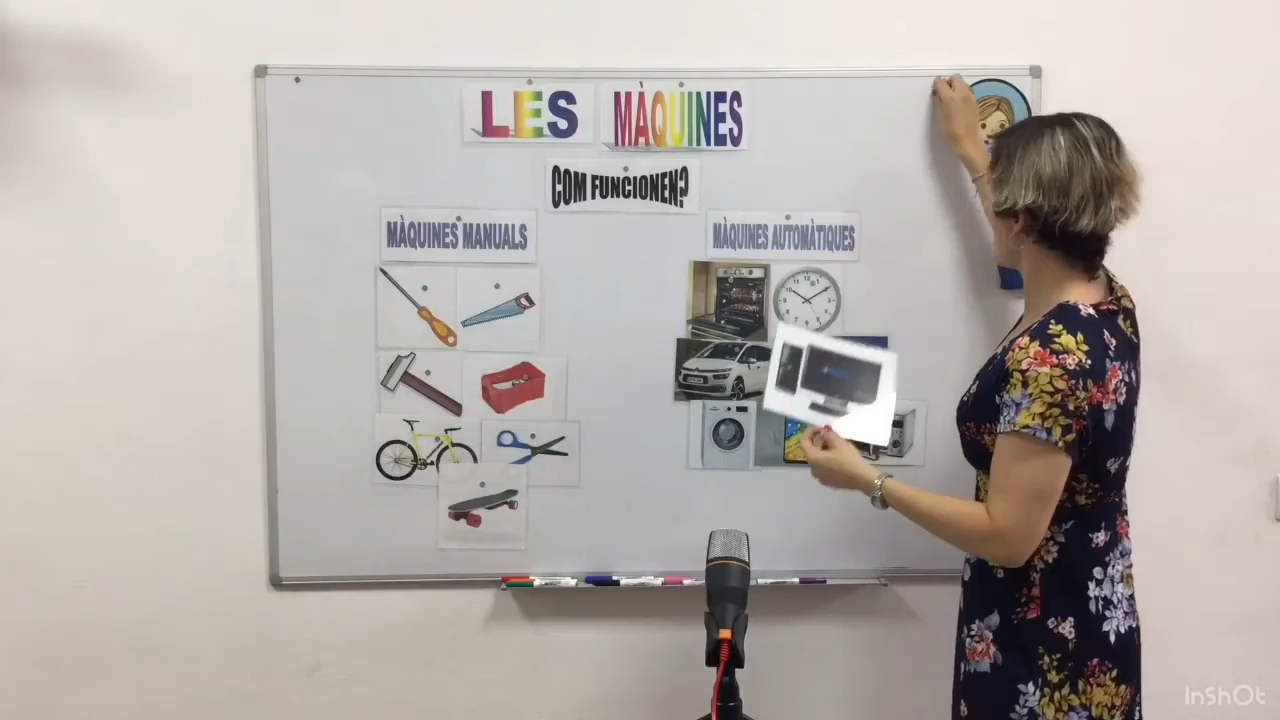 LES MÀQUINES
COM FUNCIONEN?
MÀQUINES MANUALS
MÀQUINES AUTOMÀTIQUES
InShOt